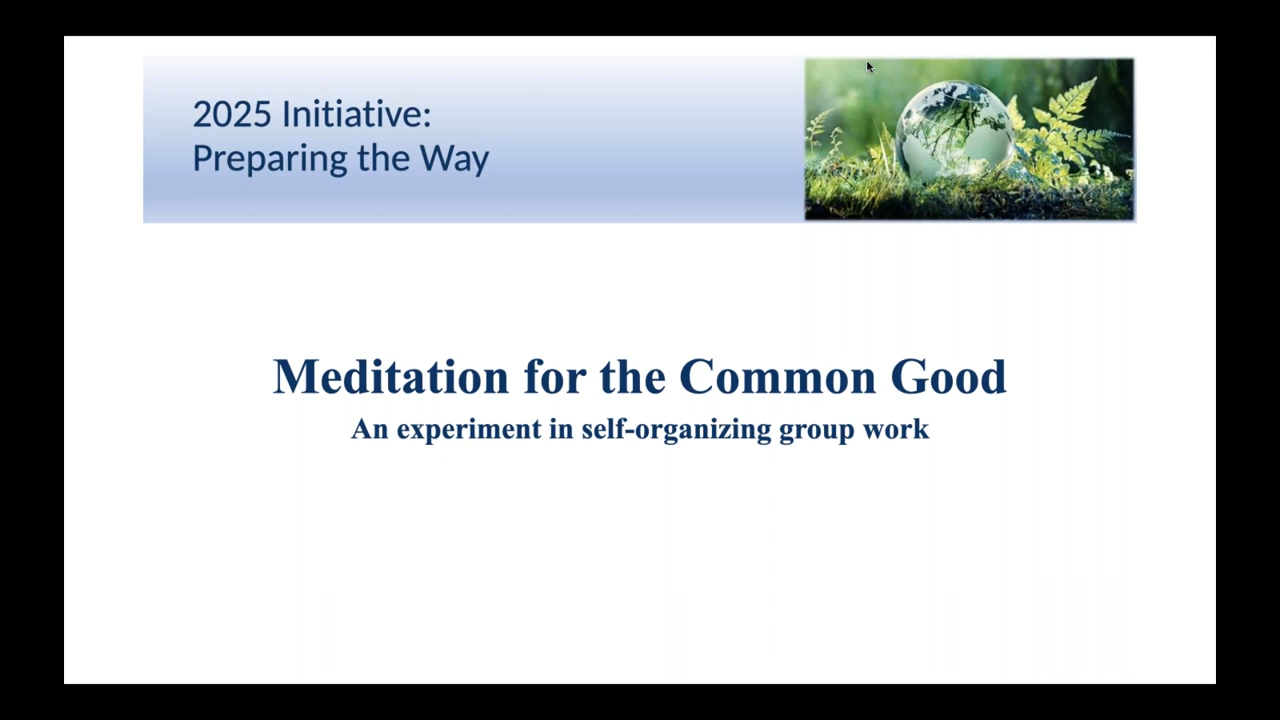 2025 Initiative:
Preparing the Way
Meditation for the Common Good
An experiment in self-organizing group work